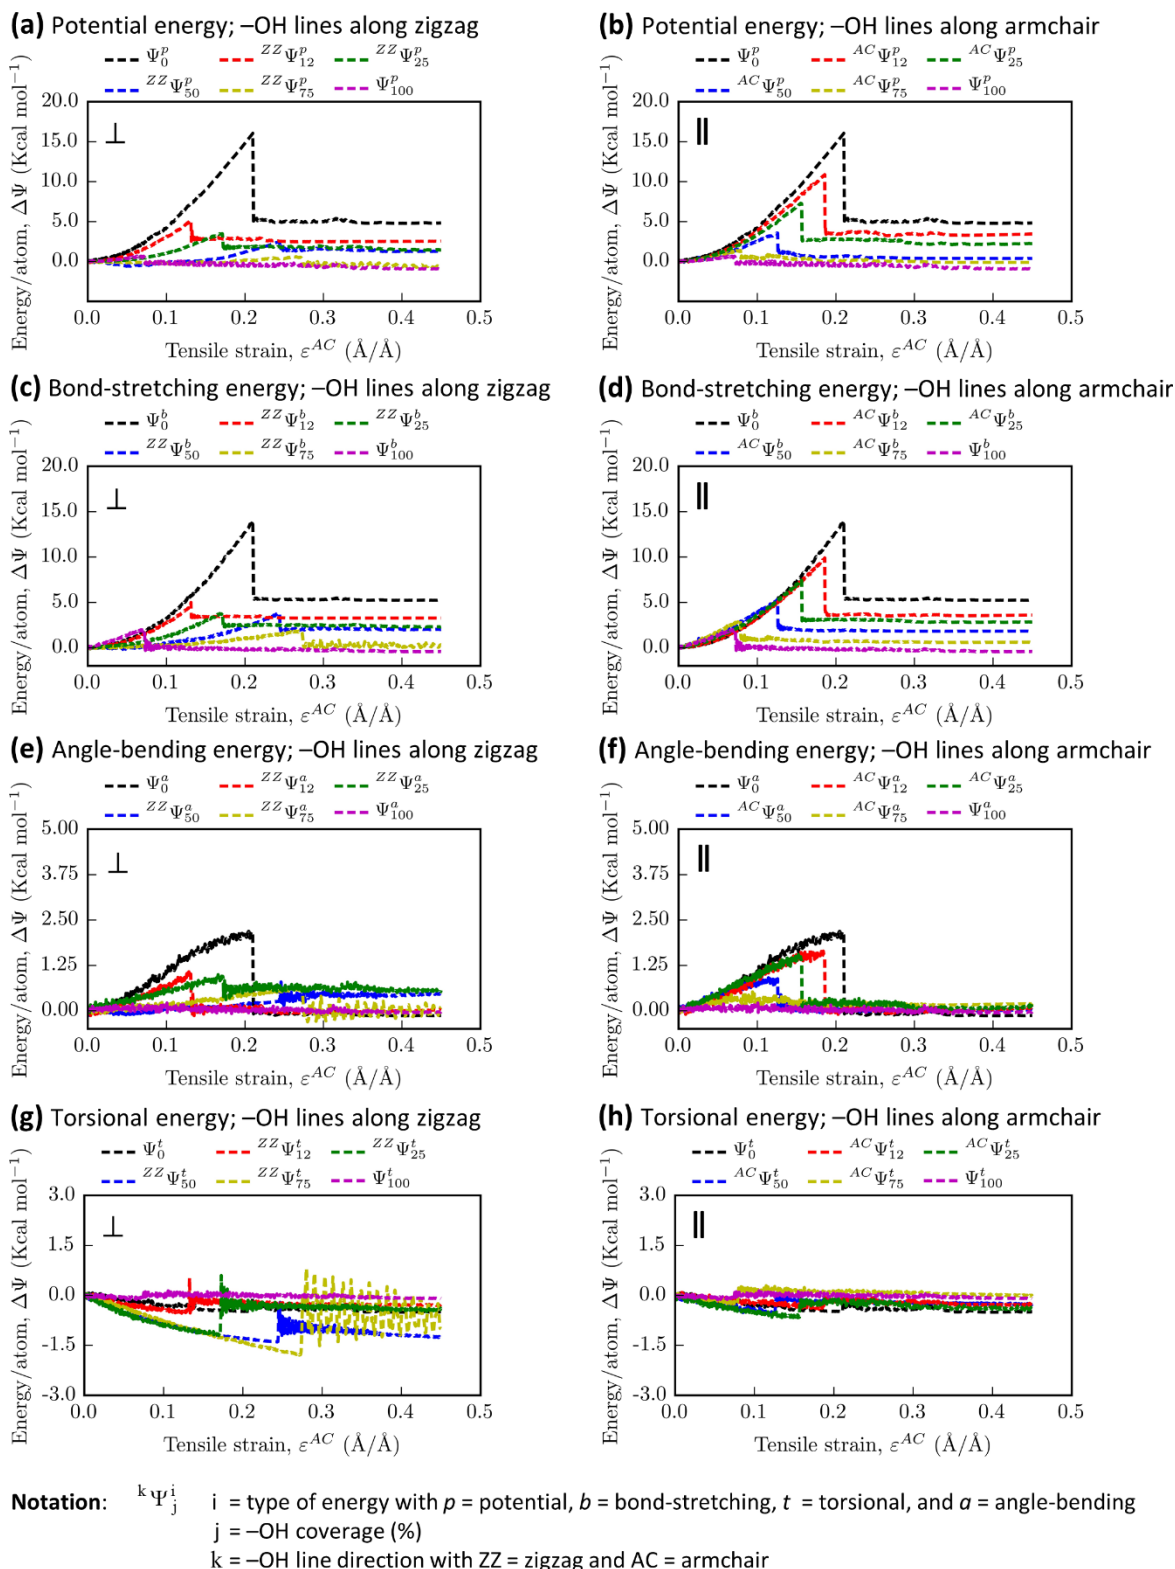 (a) Potential energy; –OH lines along zigzag
Ψ₀ᵖ  ᶻᶻΨ₁₂ᵖ  ᶻᶻΨ₂₅ᵖ
ᶻᶻΨ₅₀ᵖ  ᶻᶻΨ₇₅ᵖ  Ψ₁₀₀ᵖ
Energy/atom, ΔΨ (Kcal mol⁻¹)
20.0
15.0
10.0
5.0
0.0
⊥
0.0 0.1 0.2 0.3 0.4 0.5
Tensile strain, εᴬᶜ (Å/Å)
(b) Potential energy; –OH lines along armchair
Ψ₀ᵖ  ᴬᶜΨ₁₂ᵖ  ᴬᶜΨ₂₅ᵖ
ᴬᶜΨ₅₀ᵖ  ᴬᶜΨ₇₅ᵖ  Ψ₁₀₀ᵖ
Energy/atom, ΔΨ (Kcal mol⁻¹)
20.0
15.0
10.0
5.0
0.0
∥
0.0 0.1 0.2 0.3 0.4 0.5
Tensile strain, εᴬᶜ (Å/Å)
(c) Bond-stretching energy; –OH lines along zigzag
Ψ₀ᵇ  ᶻᶻΨ₁₂ᵇ  ᶻᶻΨ₂₅ᵇ
ᶻᶻΨ₅₀ᵇ  ᶻᶻΨ₇₅ᵇ  Ψ₁₀₀ᵇ
Energy/atom, ΔΨ (Kcal mol⁻¹)
20.0
15.0
10.0
5.0
0.0
⊥
0.0 0.1 0.2 0.3 0.4 0.5
Tensile strain, εᴬᶜ (Å/Å)
(d) Bond-stretching energy; –OH lines along armchair
Ψ₀ᵇ  ᴬᶜΨ₁₂ᵇ  ᴬᶜΨ₂₅ᵇ
ᴬᶜΨ₅₀ᵇ  ᴬᶜΨ₇₅ᵇ  Ψ₁₀₀ᵇ
Energy/atom, ΔΨ (Kcal mol⁻¹)
20.0
15.0
10.0
5.0
0.0
∥
0.0 0.1 0.2 0.3 0.4 0.5
Tensile strain, εᴬᶜ (Å/Å)
(e) Angle-bending energy; –OH lines along zigzag
Ψ₀ᵃ  ᶻᶻΨ₁₂ᵃ  ᶻᶻΨ₂₅ᵃ
ᶻᶻΨ₅₀ᵃ  ᶻᶻΨ₇₅ᵃ  Ψ₁₀₀ᵃ
Energy/atom, ΔΨ (Kcal mol⁻¹)
5.00
3.75
2.50
1.25
0.00
⊥
0.0 0.1 0.2 0.3 0.4 0.5
Tensile strain, εᴬᶜ (Å/Å)
(f) Angle-bending energy; –OH lines along armchair
Ψ₀ᵃ  ᴬᶜΨ₁₂ᵃ  ᴬᶜΨ₂₅ᵃ
ᴬᶜΨ₅₀ᵃ  ᴬᶜΨ₇₅ᵃ  Ψ₁₀₀ᵃ
Energy/atom, ΔΨ (Kcal mol⁻¹)
5.00
3.75
2.50
1.25
0.00
∥
0.0 0.1 0.2 0.3 0.4 0.5
Tensile strain, εᴬᶜ (Å/Å)
(g) Torsional energy; –OH lines along zigzag
Ψ₀ᵗ  ᶻᶻΨ₁₂ᵗ  ᶻᶻΨ₂₅ᵗ
ᶻᶻΨ₅₀ᵗ  ᶻᶻΨ₇₅ᵗ  Ψ₁₀₀ᵗ
Energy/atom, ΔΨ (Kcal mol⁻¹)
3.0
1.5
0.0
-1.5
-3.0
⊥
0.0 0.1 0.2 0.3 0.4 0.5
Tensile strain, εᴬᶜ (Å/Å)
(h) Torsional energy; –OH lines along armchair
Ψ₀ᵗ  ᴬᶜΨ₁₂ᵗ  ᴬᶜΨ₂₅ᵗ
ᴬᶜΨ₅₀ᵗ  ᴬᶜΨ₇₅ᵗ  Ψ₁₀₀ᵗ
Energy/atom, ΔΨ (Kcal mol⁻¹)
3.0
1.5
0.0
-1.5
-3.0
∥
0.0 0.1 0.2 0.3 0.4 0.5
Tensile strain, εᴬᶜ (Å/Å)
Notation: ᵏΨⱼⁱ i = type of energy with p = potential, b = bond-stretching, t = torsional, and a = angle-bending
j = –OH coverage (%)
k = –OH line direction with ZZ = zigzag and AC = armchair